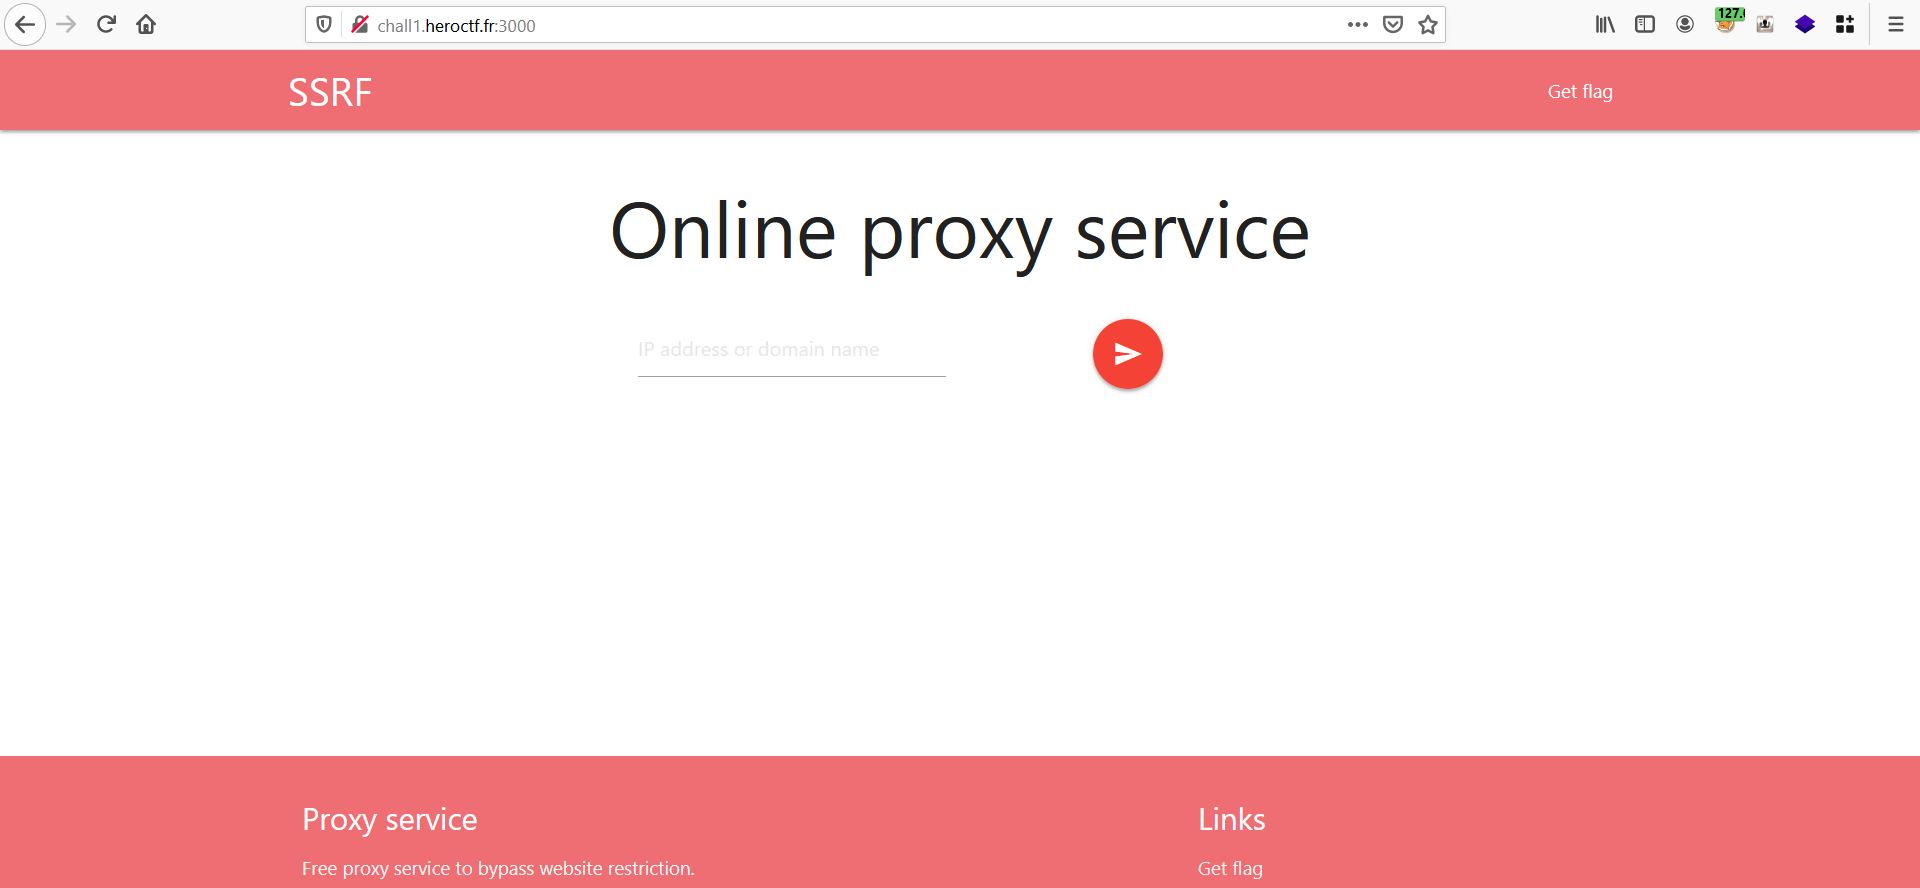 chall1.heroctf.fr:3000
127.
SSRF
Get flag
Online proxy service
IP address or domain name
Proxy service
Links
Free proxy service to bypass website restriction.
Get flag